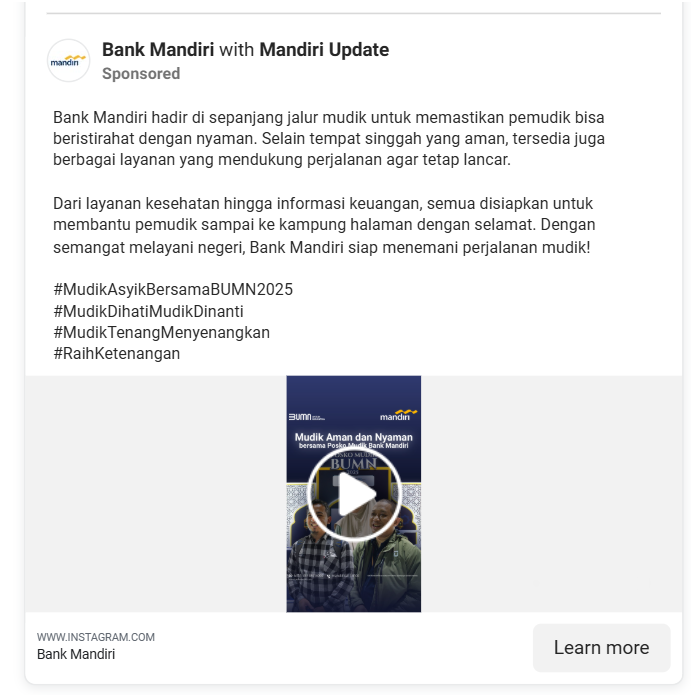 mandiri
Bank Mandiri with Mandiri Update
Sponsored
Bank Mandiri hadir di sepanjang jalur mudik untuk memastikan pemudik bisa
beristirahat dengan nyaman. Selain tempat singgah yang aman, tersedia juga
berbagai layanan yang mendukung perjalanan agar tetap lancar.
Dari layanan kesehatan hingga informasi keuangan, semua disiapkan untuk
membantu pemudik sampai ke kampung halaman dengan selamat. Dengan
semangat melayani negeri, Bank Mandiri siap menemani perjalanan mudik!
#MudikAsyikBersamaBUMN2025
#MudikDihatiMudikDinanti
#MudikTenangMenyenangkan
#RaihKetenangan
BUMN
mandiri
Mudik Aman dan Nyaman
bersama Posko Mudik Bank Mandiri
POSKO MUDIK
BUMN
2025
WWW.INSTAGRAM.COM
Bank Mandiri
Learn more